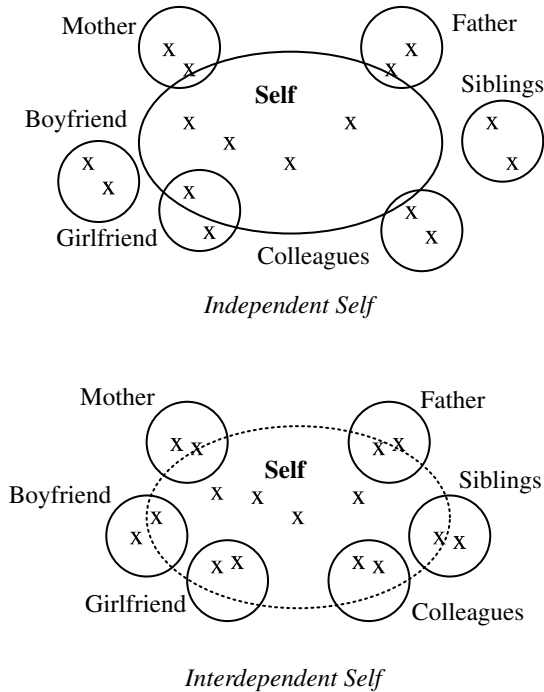 Mother
Father
x x
x x
Self
Siblings
Boyfriend
x x x
x x
x x x
x x
Girlfriend
x
x
Colleagues
x
Independent Self
Mother
Father
x x x x
Self
Siblings
Boyfriend
x x x
x x
x x x
x x x x
Girlfriend
Colleagues
Interdependent Self